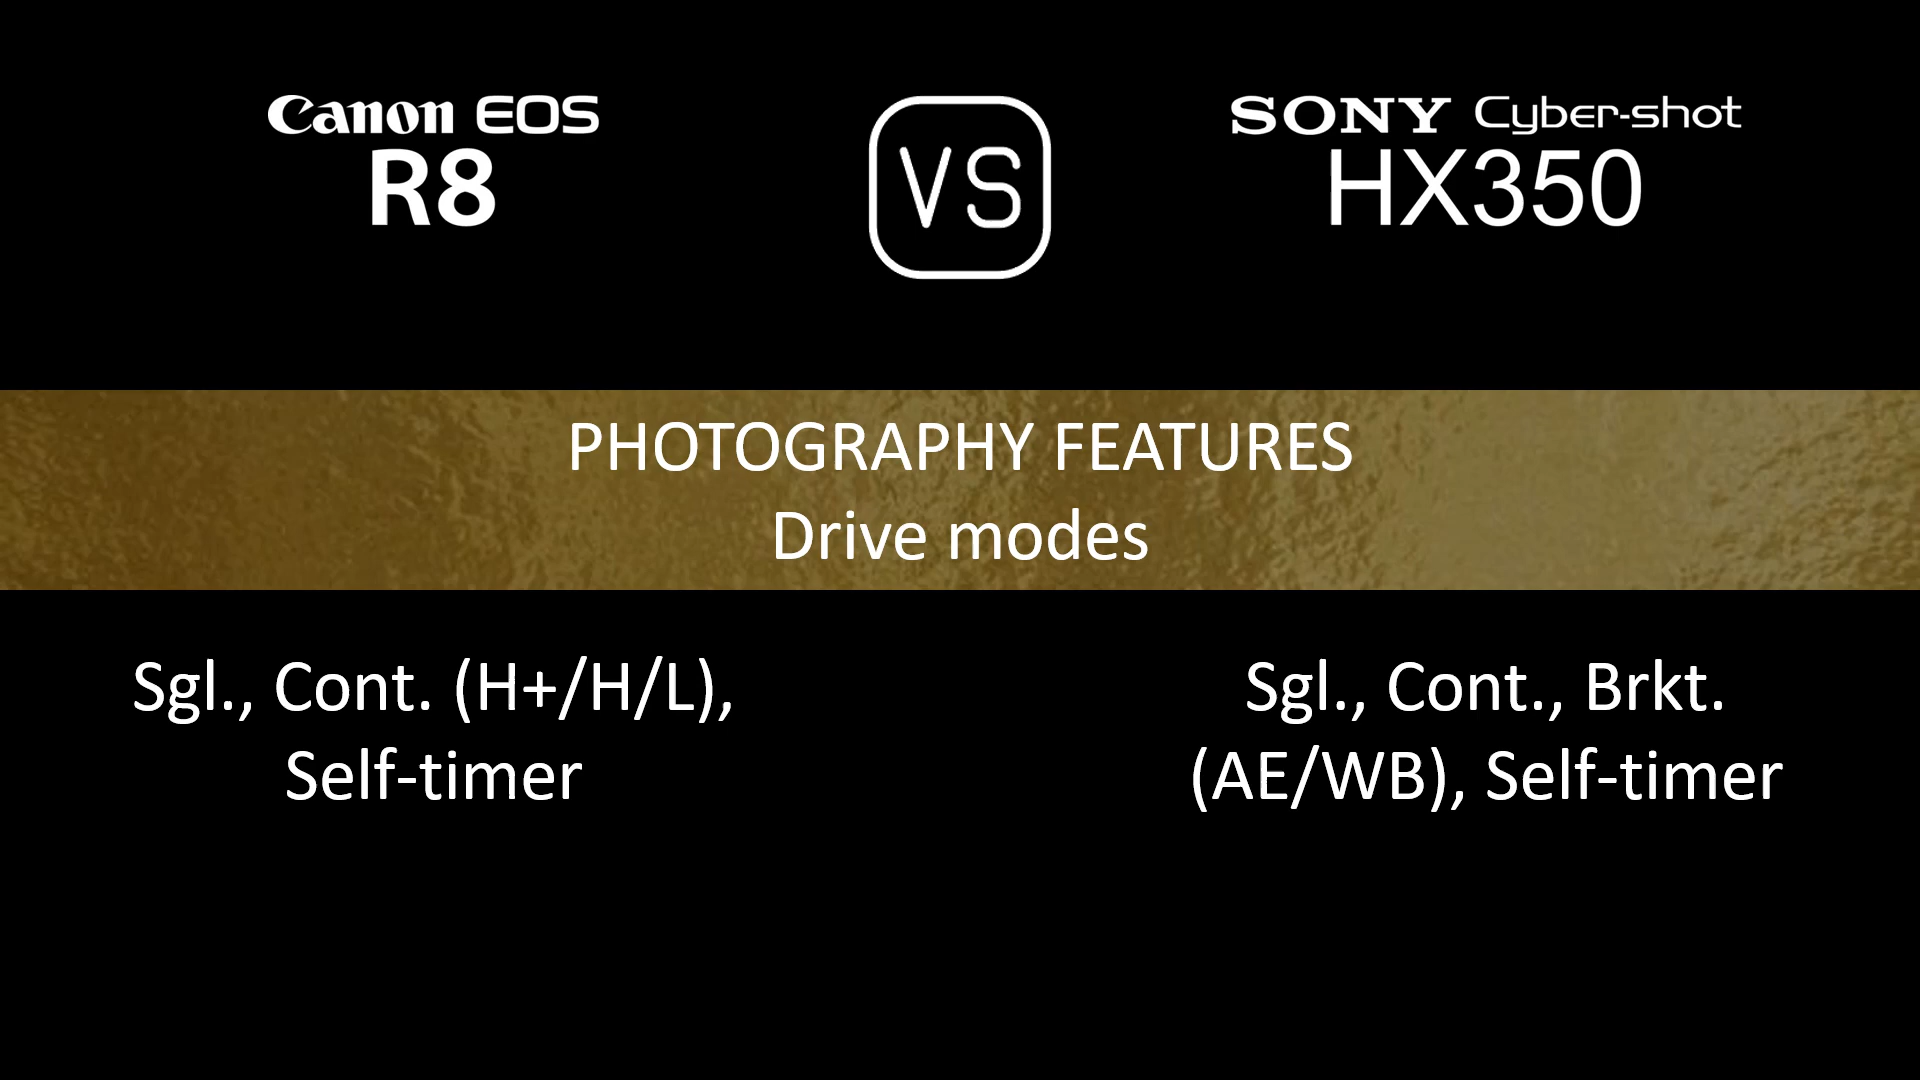 Canon EOS
R8
VS
SONY Cyber-shot
HX350
PHOTOGRAPHY FEATURES
Drive modes
Sgl., Cont. (H+/H/L),
Self-timer
Sgl., Cont., Brkt.
(AE/WB), Self-timer